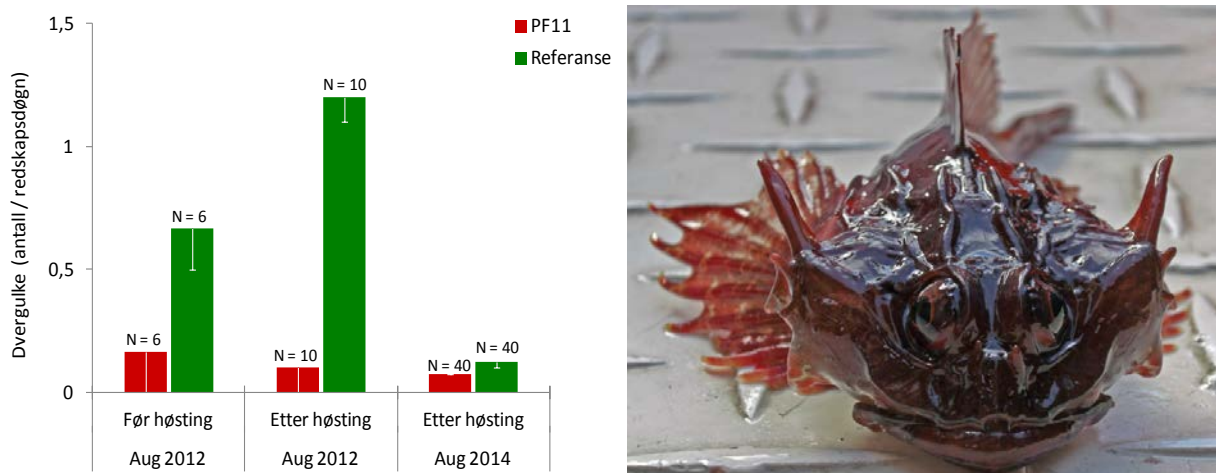 1,5
PF11
Referanse
N = 10
1
Dvergulke (antall / redskapsdøgn)
N = 6
0,5
N = 6
N = 10
N = 40
N = 40
0
Før høsting
Etter høsting
Etter høsting
Aug 2012
Aug 2012
Aug 2014